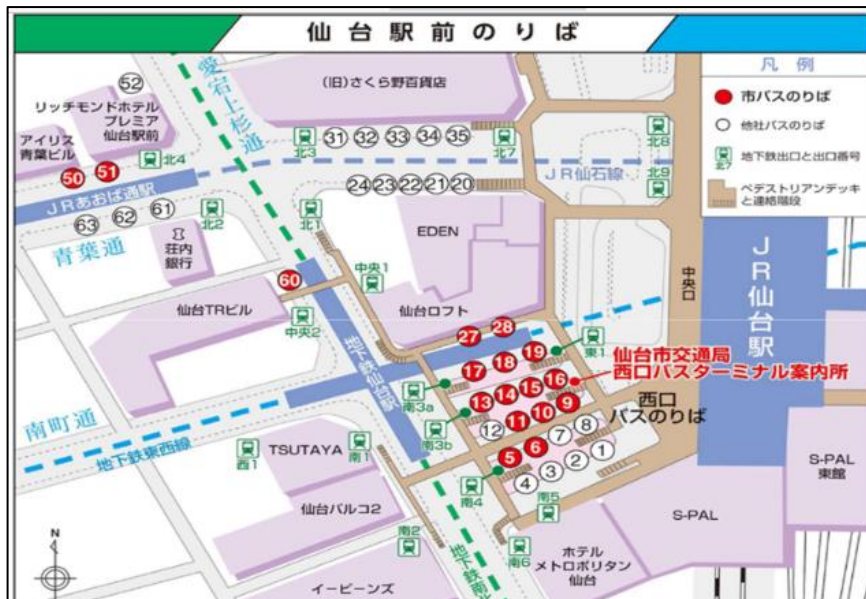 仙台駅前のりば
凡例
市バスのりば
他社バスのりば
北7
地下鉄出口と出口番号
ペデストリアンデッキ
と連絡階段
愛宕上杉通
(旧)さくら野百貨店
52
リッチモンドホテル
プレミア
仙台駅前
アイリス
青葉ビル
50
51
北4
北3
31
32
33
34
35
北7
北8
JR仙石線
北9
JRあおば通駅
24
23
22
21
20
63
62
61
北2
北1
青葉通
荘内
銀行
EDEN
中央1
60
仙台TRビル
中央2
仙台ロフト
中央口
JR仙台駅
27
28
東1
地下鉄仙台駅
17
18
19
仙台市交通局
西口バスターミナル案内所
南3a
13
14
15
16
南町通
11
10
9
西口
バスのりば
南3b
12
7
8
地下鉄東西線
西1
TSUTAYA
南1
5
6
4
3
2
1
南4
南5
S-PAL
東館
仙台パルコ2
南2
南6
S-PAL
ホテル
メトロポリタン
仙台
イービーンズ
地下鉄南北
N